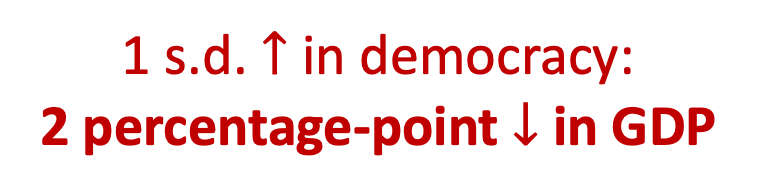 1 s.d. ↑ in democracy:
2 percentage-point ↓ in GDP